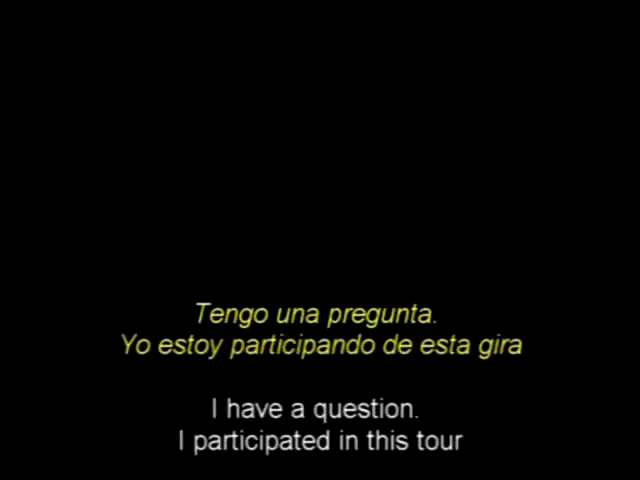 Tengo una pregunta.
Yo estoy participando de esta gira
I have a question.
I participated in this tour